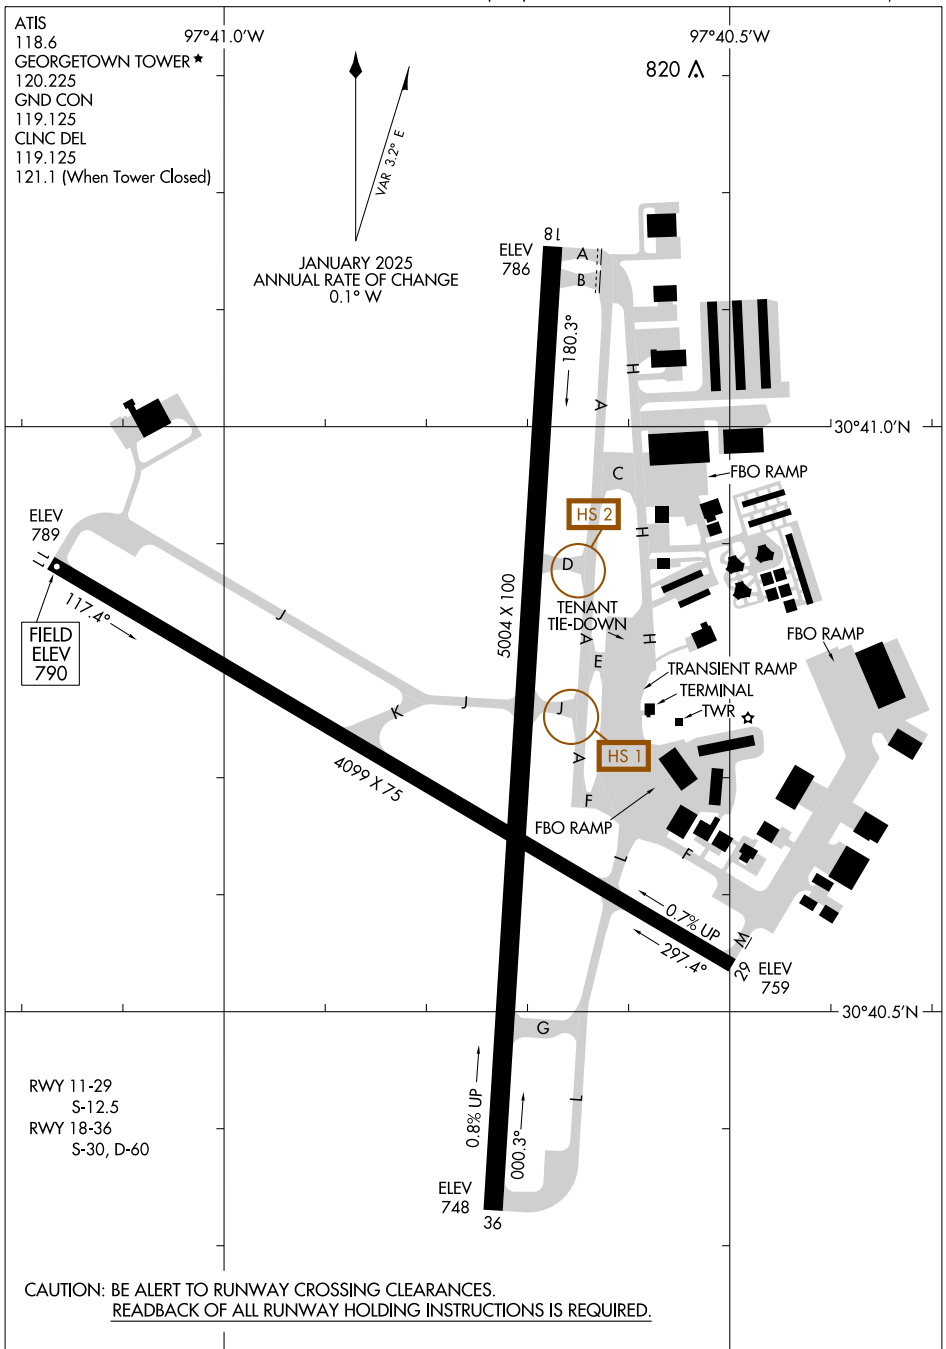 ATIS
118.6
GEORGETOWN TOWER ★
120.225
GND CON
119.125
CLNC DEL
119.125
121.1 (When Tower Closed)
97°41.0'W
97°40.5'W
820
VAR 3.2° E
JANUARY 2025
ANNUAL RATE OF CHANGE
0.1° W
18
ELEV
786
A
B
180.3°
H
A
30°41.0'N
C
FBO RAMP
HS 2
H
ELEV
789
11
D
117.4°
J
5004 X 100
TENANT
TIE-DOWN
A
H
FIELD
ELEV
790
E
FBO RAMP
TRANSIENT RAMP
TERMINAL
TWR
K
J
J
HS 1
A
4099 X 75
F
FBO RAMP
L
F
0.7% UP
297.4°
M
29
ELEV
759
30°40.5'N
G
RWY 11-29
S-12.5
RWY 18-36
S-30, D-60
0.8% UP
000.3°
L
ELEV
748
36
CAUTION: BE ALERT TO RUNWAY CROSSING CLEARANCES.
READBACK OF ALL RUNWAY HOLDING INSTRUCTIONS IS REQUIRED.